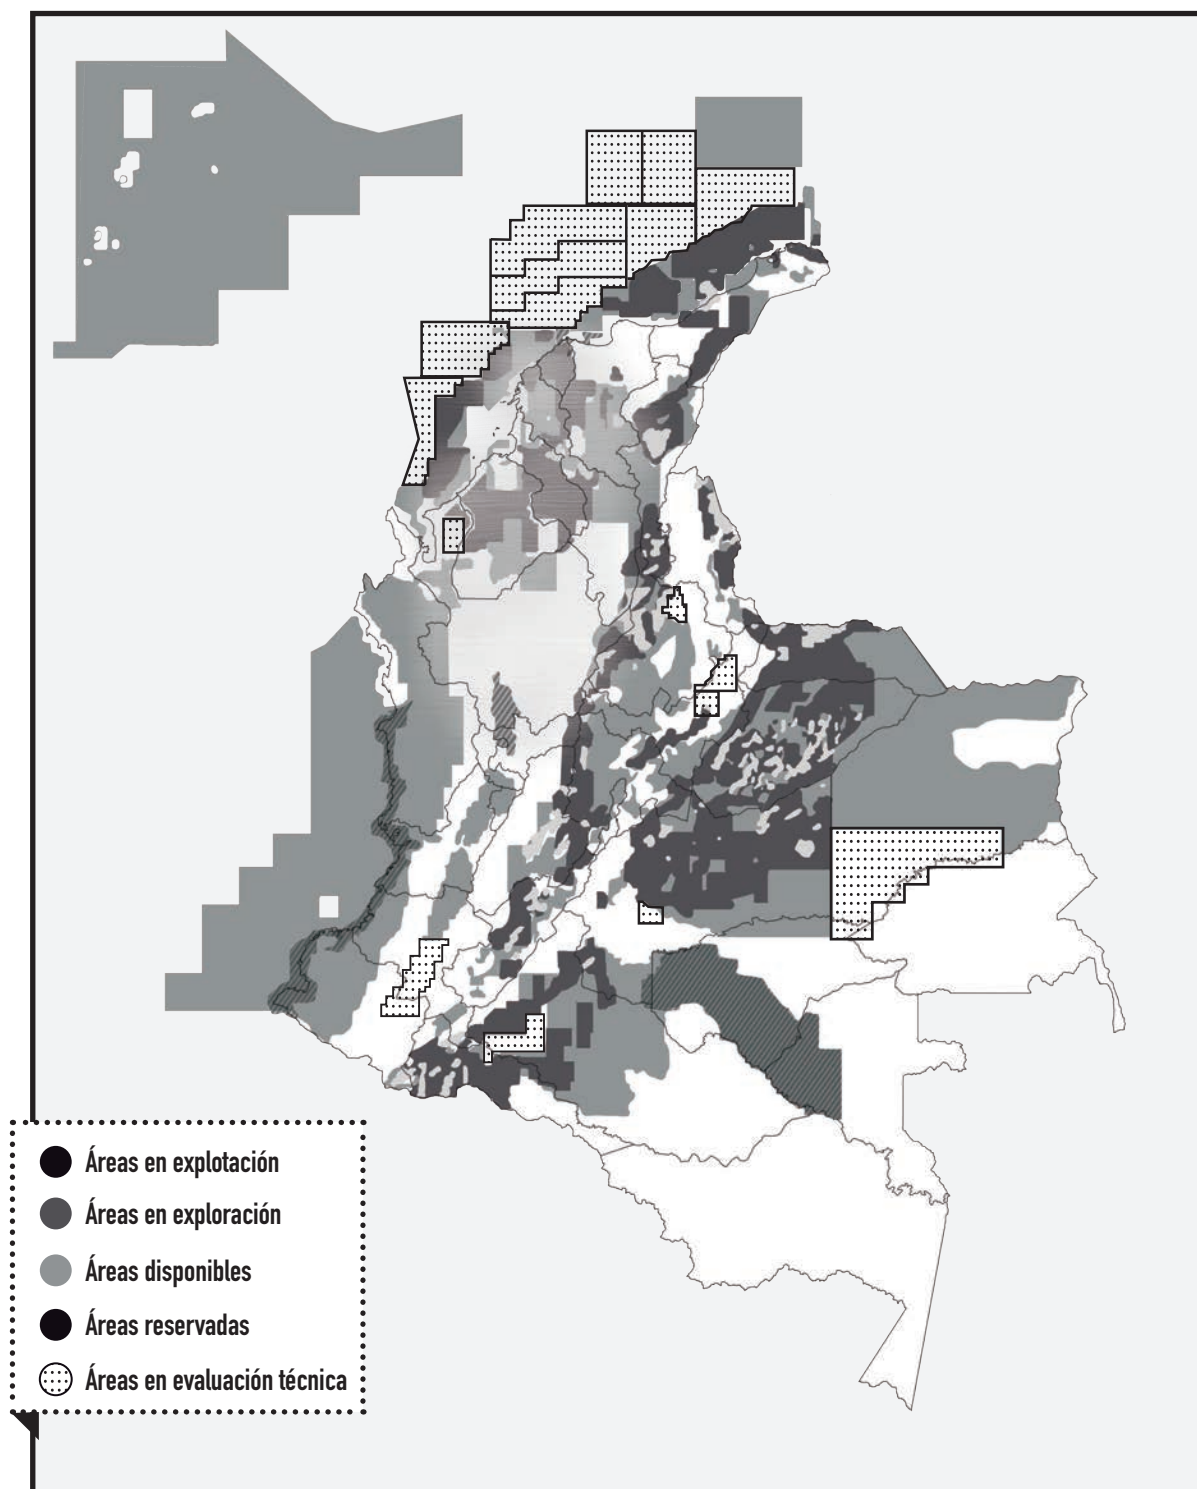 Áreas en explotación
Áreas en exploración
Áreas disponibles
Áreas reservadas
Áreas en evaluación técnica